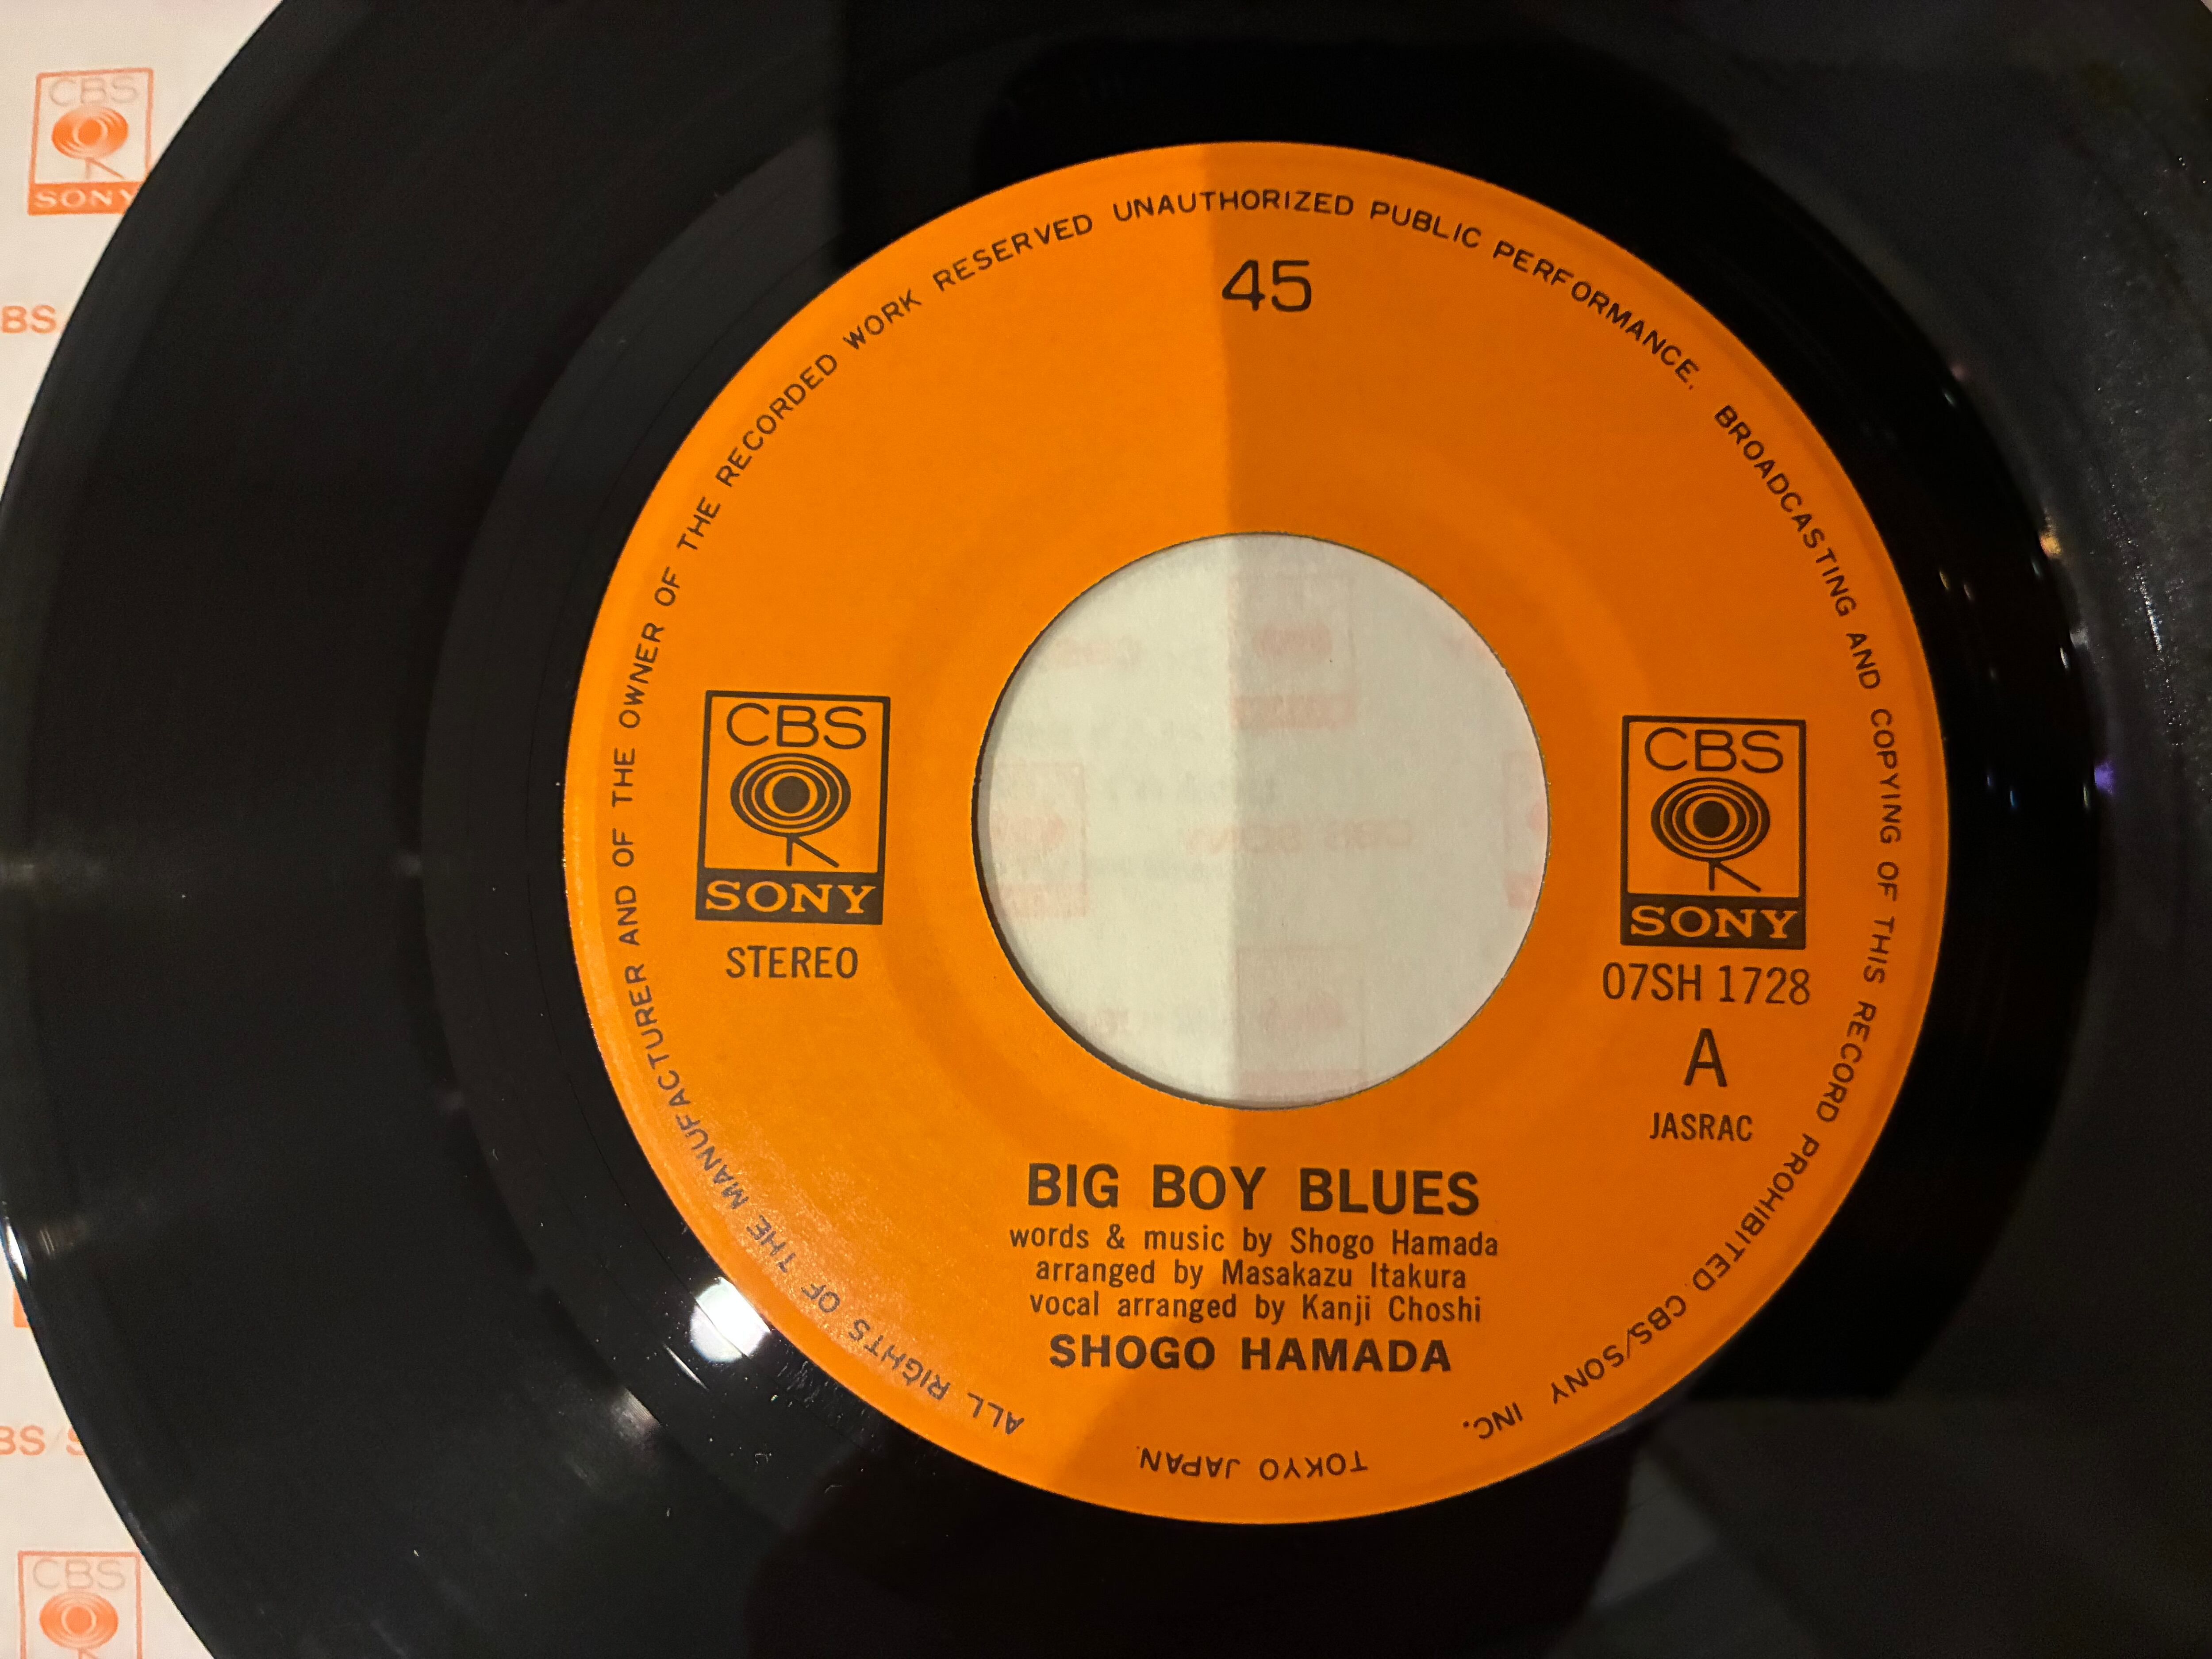 CBS
SONY
BS
BS/S
CBS
ALL RIGHTS OF THE MANUFACTURER AND OF THE OWNER OF THE RECORDED WORK RESERVED UNAUTHORIZED PUBLIC PERFORMANCE, BROADCASTING AND COPYING OF THIS RECORD PROHIBITED. CBS/SONY INC.
TOKYO JAPAN.
45
CBS
SONY
STEREO
CBS
SONY
07SH 1728
A
JASRAC
BIG BOY BLUES
words & music by Shogo Hamada
arranged by Masakazu Itakura
vocal arranged by Kanji Choshi
SHOGO HAMADA